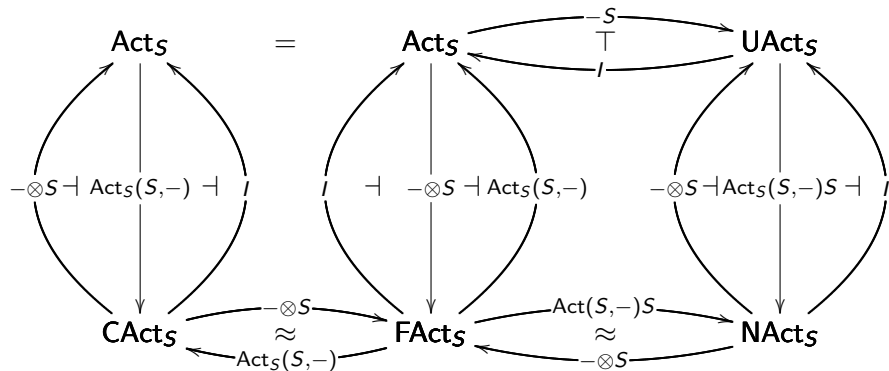 −S
Act_S = Act_S ⊤ UAct_S
I
−⊗S ⊣ Act_S(S,−) ⊣ I I ⊣ −⊗S ⊣ Act_S(S,−) −⊗S ⊣ Act_S(S,−)S ⊣ I
−⊗S Act(S,−)S
CAct_S ≈ FAct_S ≈ NAct_S
Act_S(S,−) −⊗S